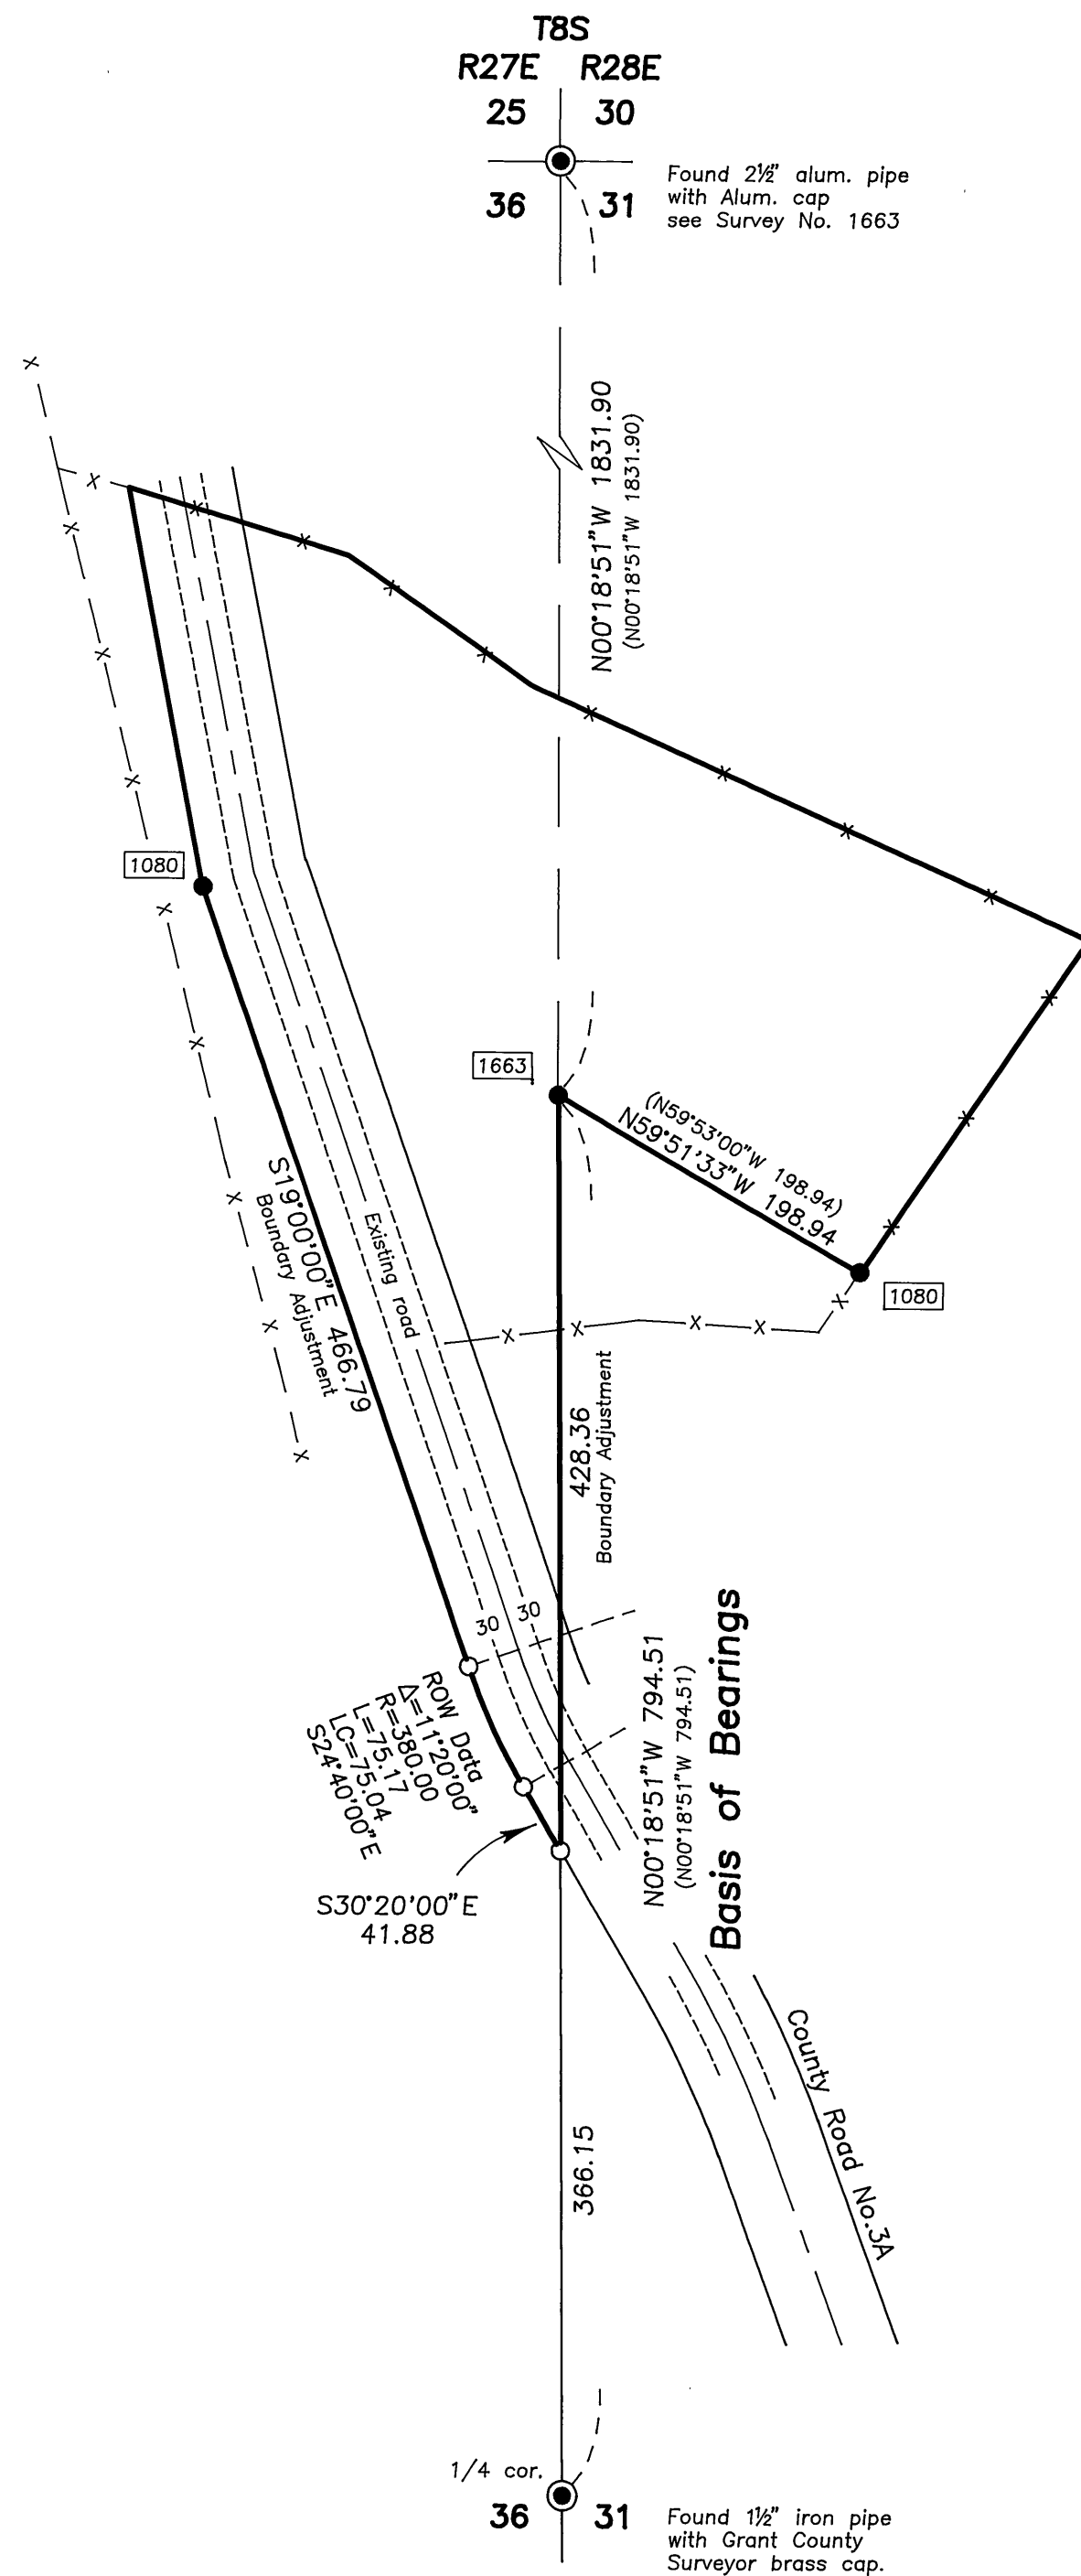 T8S
R27E R28E
25 30
36 31
Found 2½" alum. pipe
with Alum. cap
see Survey No. 1663
N00°18'51"W 1831.90
(N00°18'51"W 1831.90)
1080
1663
(N59°53'00"W 198.94)
N59°51'33"W 198.94
1080
S19°00'00"E 466.79
Boundary Adjustment
Existing road
428.36
Boundary Adjustment
30 30
ROW Data
Δ=11°20'00"
R=380.00
L=75.17
LC=75.04
S24°40'00"E
N00°18'51"W 794.51
(N00°18'51"W 794.51)
Basis of Bearings
S30°20'00"E
41.88
County Road No.3A
366.15
1/4 cor.
36 31
Found 1½" iron pipe
with Grant County
Surveyor brass cap.